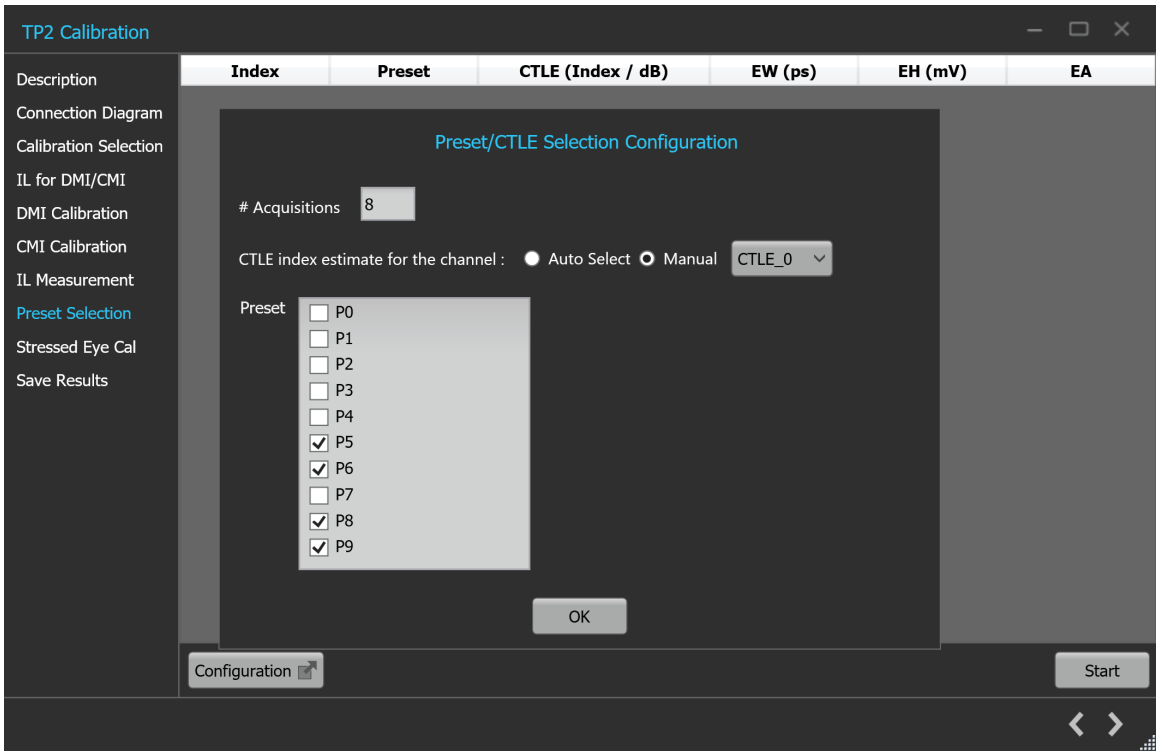 TP2 Calibration
Description
Connection Diagram
Calibration Selection
IL for DMI/CMI
DMI Calibration
CMI Calibration
IL Measurement
Preset Selection
Stressed Eye Cal
Save Results
Index Preset CTLE (Index / dB) EW (ps) EH (mV) EA
Preset/CTLE Selection Configuration
# Acquisitions 8
CTLE index estimate for the channel : Auto Select Manual CTLE_0
Preset
P0
P1
P2
P3
P4
P5
P6
P7
P8
P9
OK
Configuration Start